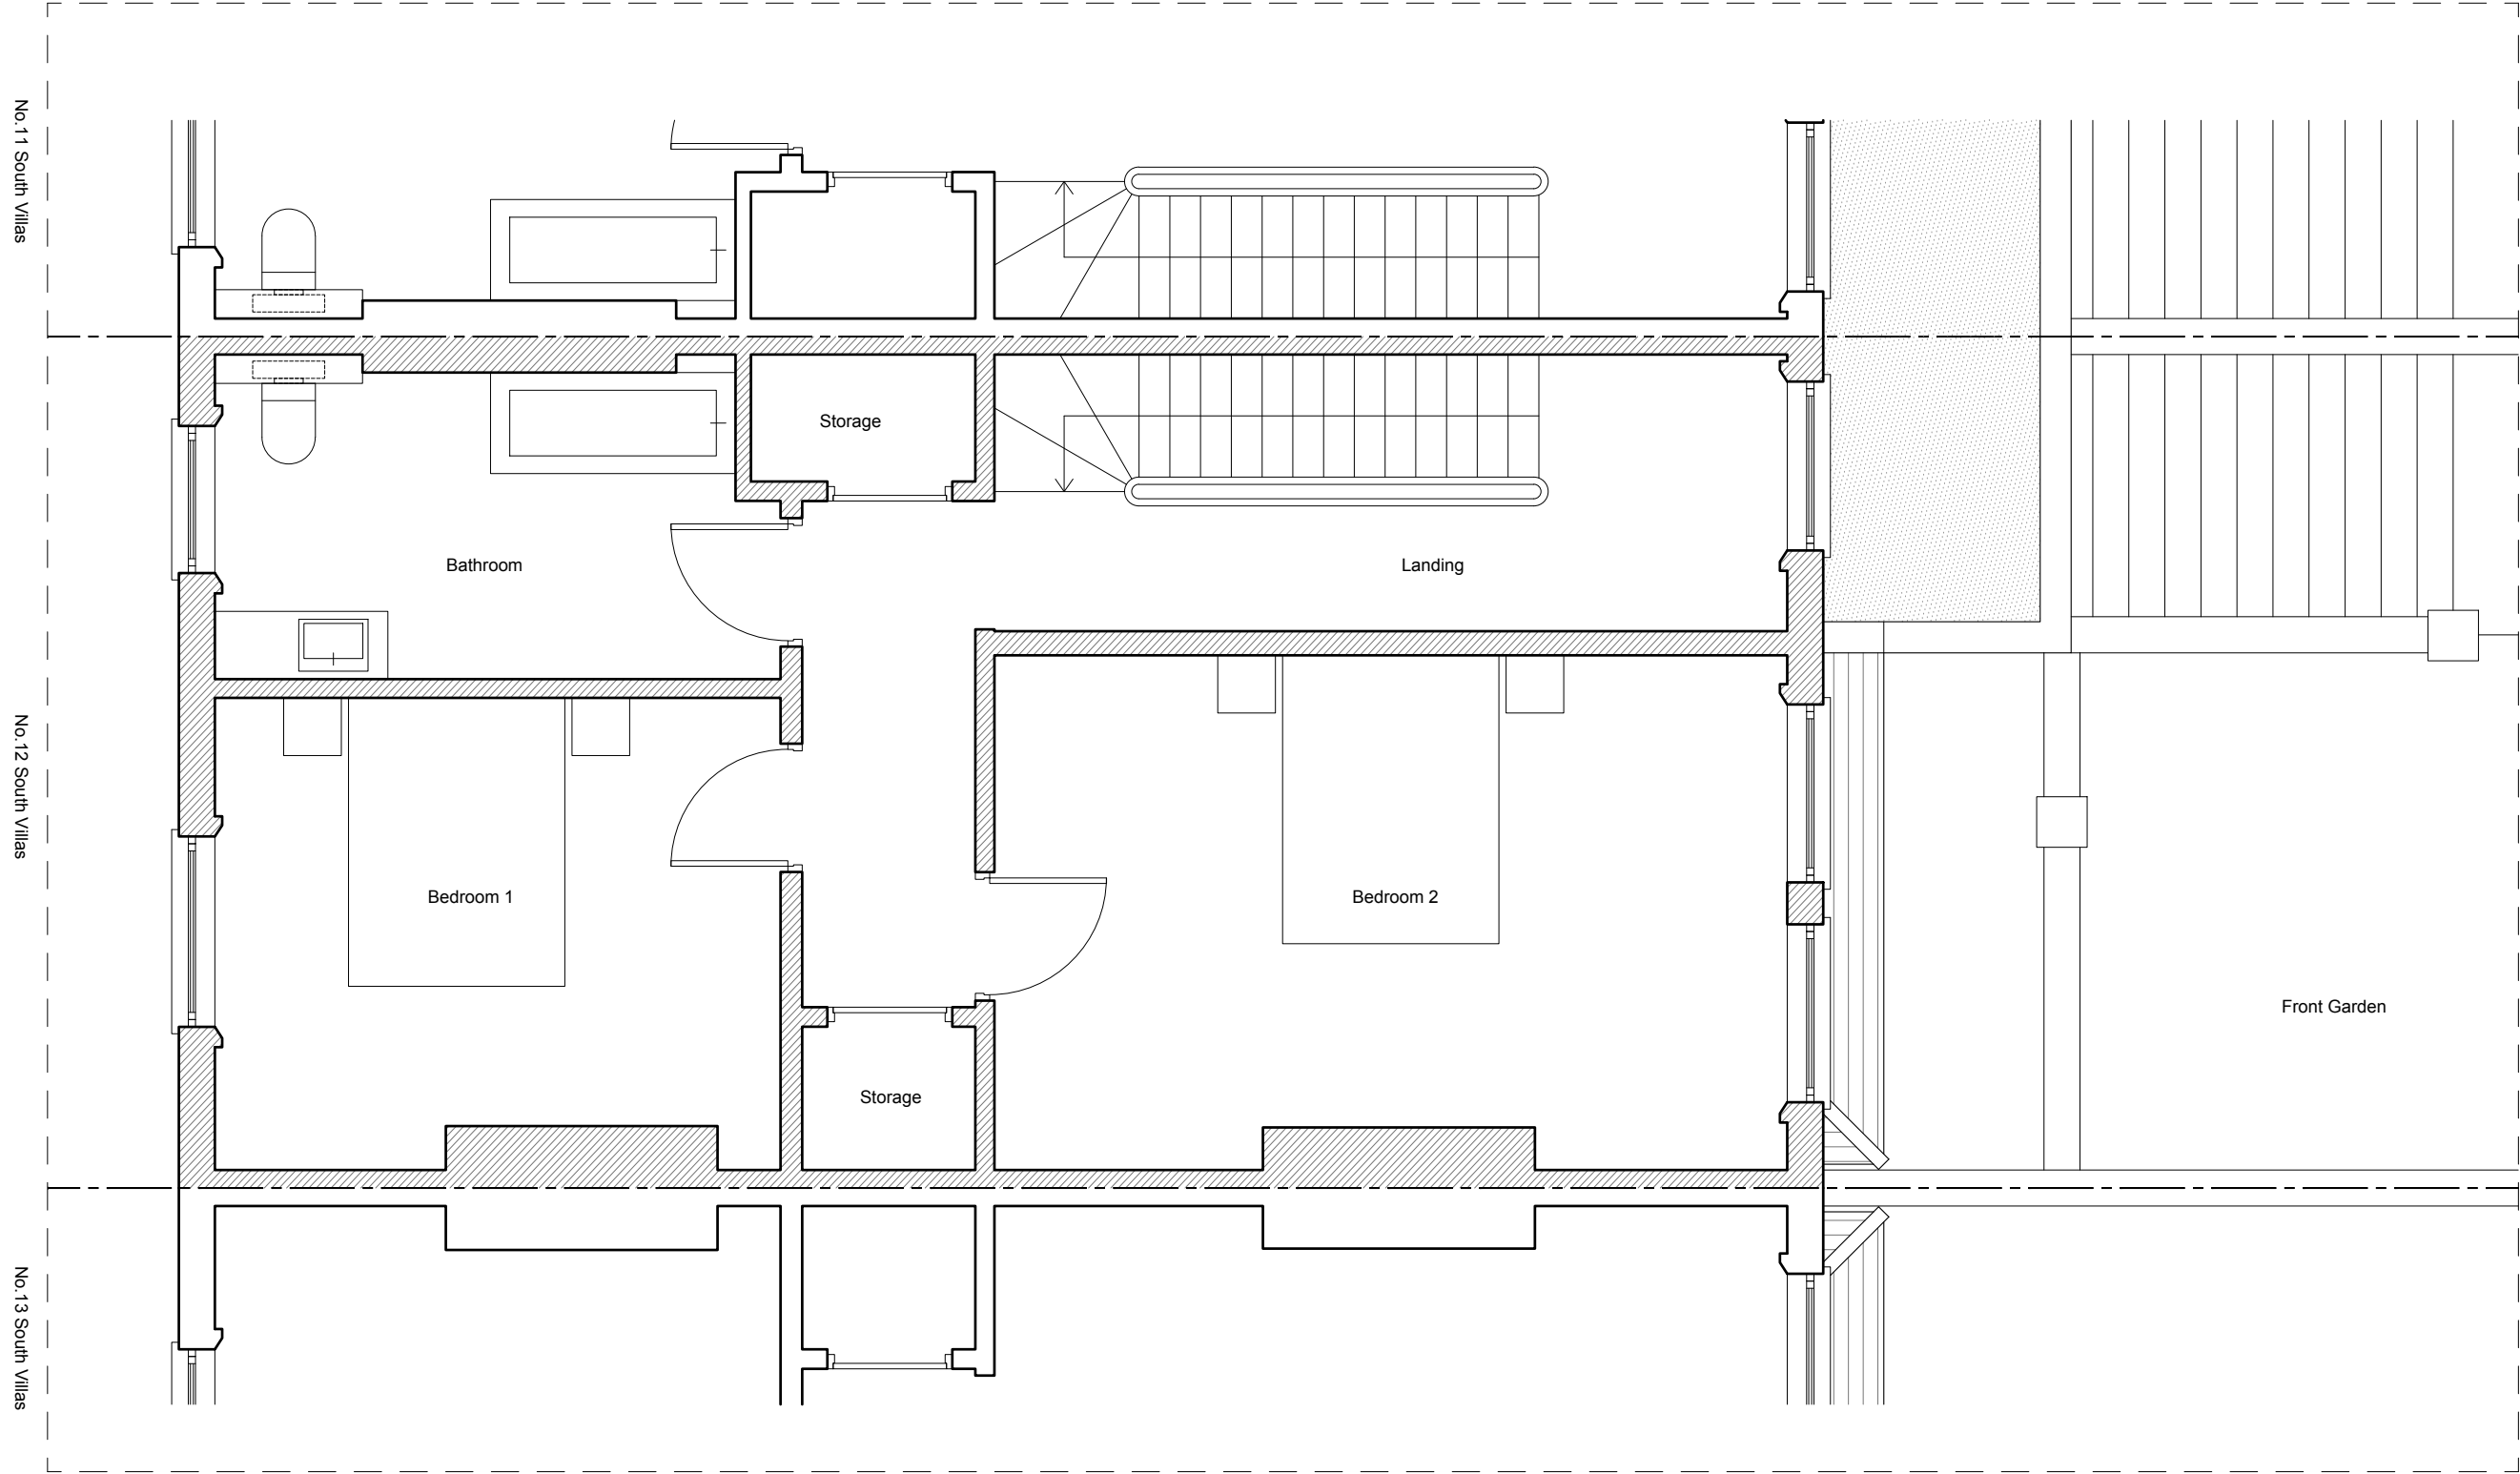 No.11 South Villas
Storage
Bathroom
Landing
No.12 South Villas
Bedroom 1
Bedroom 2
Front Garden
Storage
No.13 South Villas